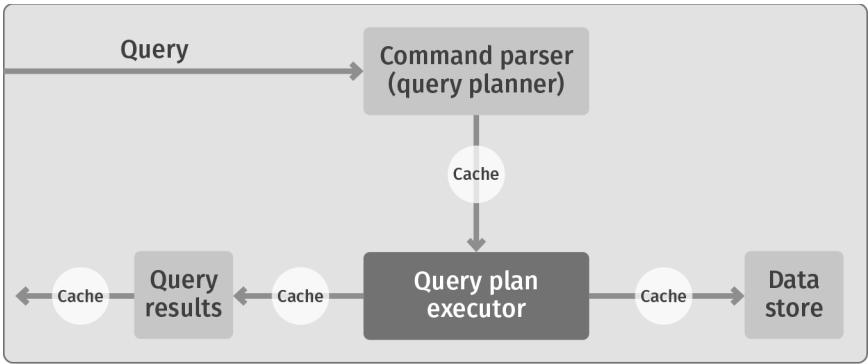 Query
Command parser
(query planner)
Cache
Query
results
Cache
Cache
Query plan
executor
Cache
Data
store